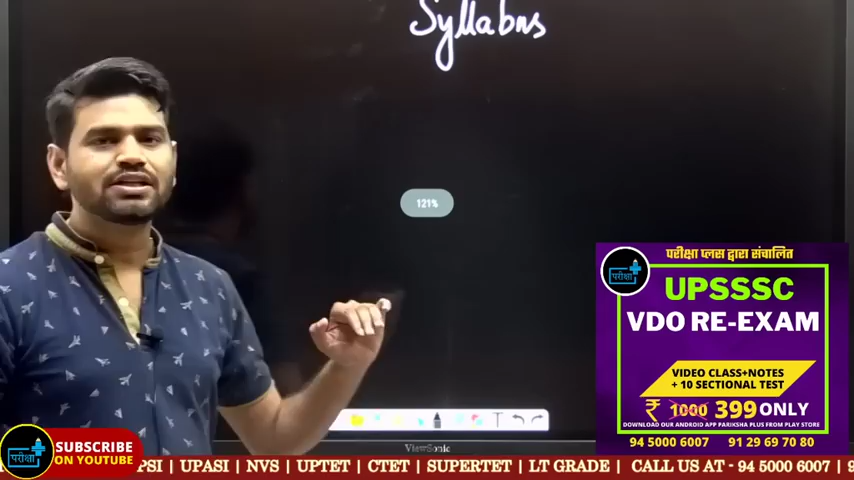 Syllabus
121%
परीक्षा प्लस द्वारा संचालित
परीक्षा
UPSSSC
VDO RE-EXAM
VIDEO CLASS+NOTES
+ 10 SECTIONAL TEST
₹ 1000 399 ONLY
DOWNLOAD OUR ANDROID APP PARIKSHA PLUS FROM PLAY STORE
94 5000 6007 91 29 69 70 80
ViewSonic
परीक्षा
SUBSCRIBE
ON YOUTUBE
PSI | UPASI | NVS | UPTET | CTET | SUPERTET | LT GRADE | CALL US AT - 94 5000 6007 | 9